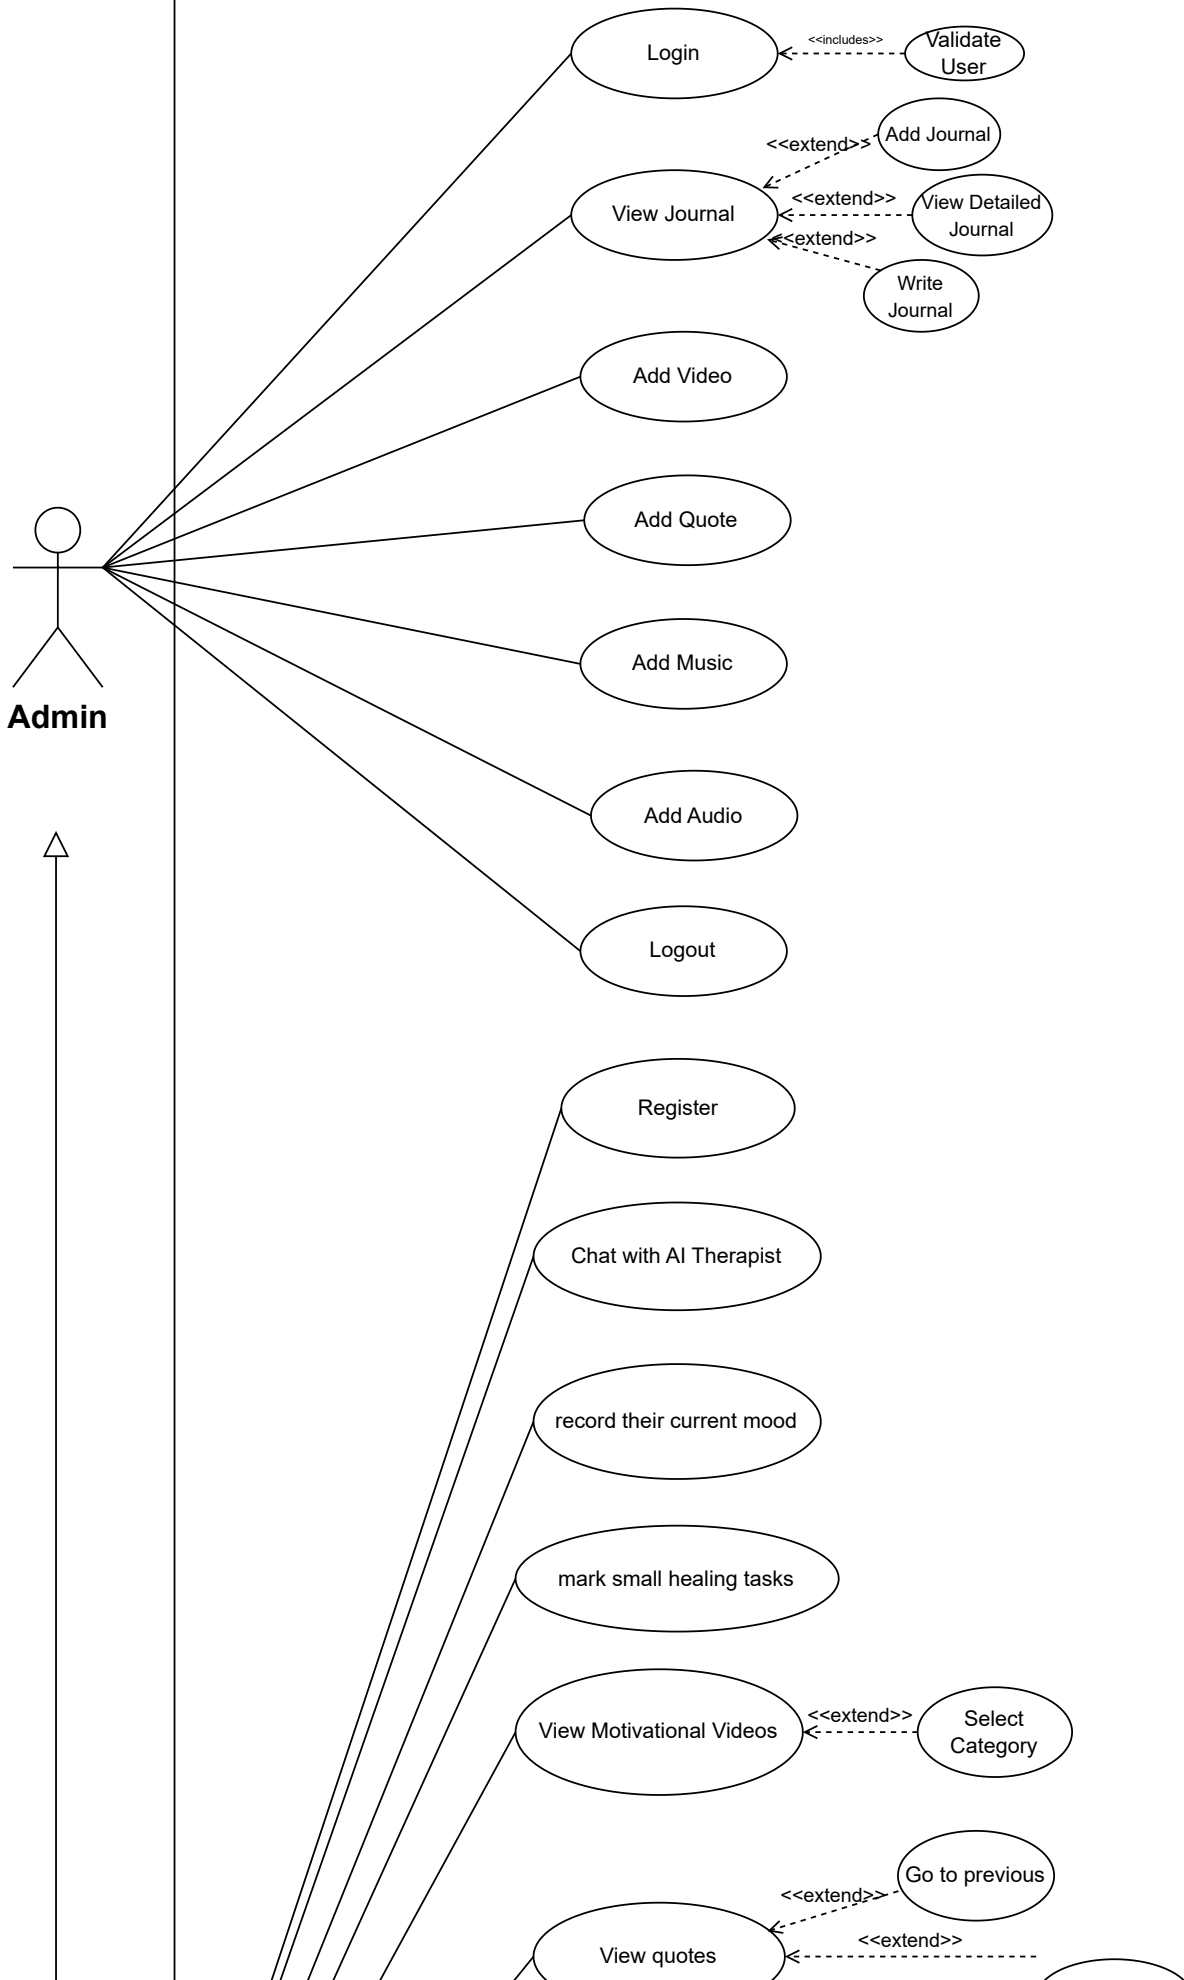 Login
<<includes>>
Validate
User
<<extend>>
Add Journal
View Journal
<<extend>>
View Detailed
Journal
<<extend>>
Write
Journal
Add Video
Add Quote
Add Music
Admin
Add Audio
Logout
Register
Chat with AI Therapist
record their current mood
mark small healing tasks
View Motivational Videos
<<extend>>
Select
Category
Go to previous
<<extend>>
View quotes
<<extend>>